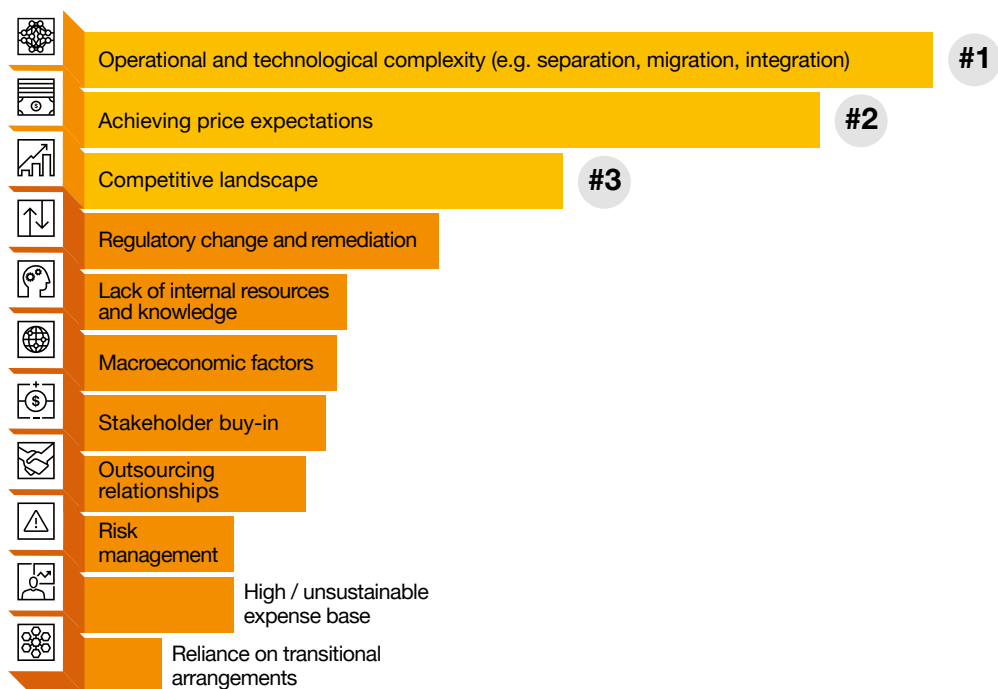 Operational and technological complexity (e.g. separation, migration, integration)
#1
Achieving price expectations
#2
Competitive landscape
#3
Regulatory change and remediation
Lack of internal resources
and knowledge
Macroeconomic factors
Stakeholder buy-in
Outsourcing
relationships
Risk
management
High / unsustainable
expense base
Reliance on transitional
arrangements